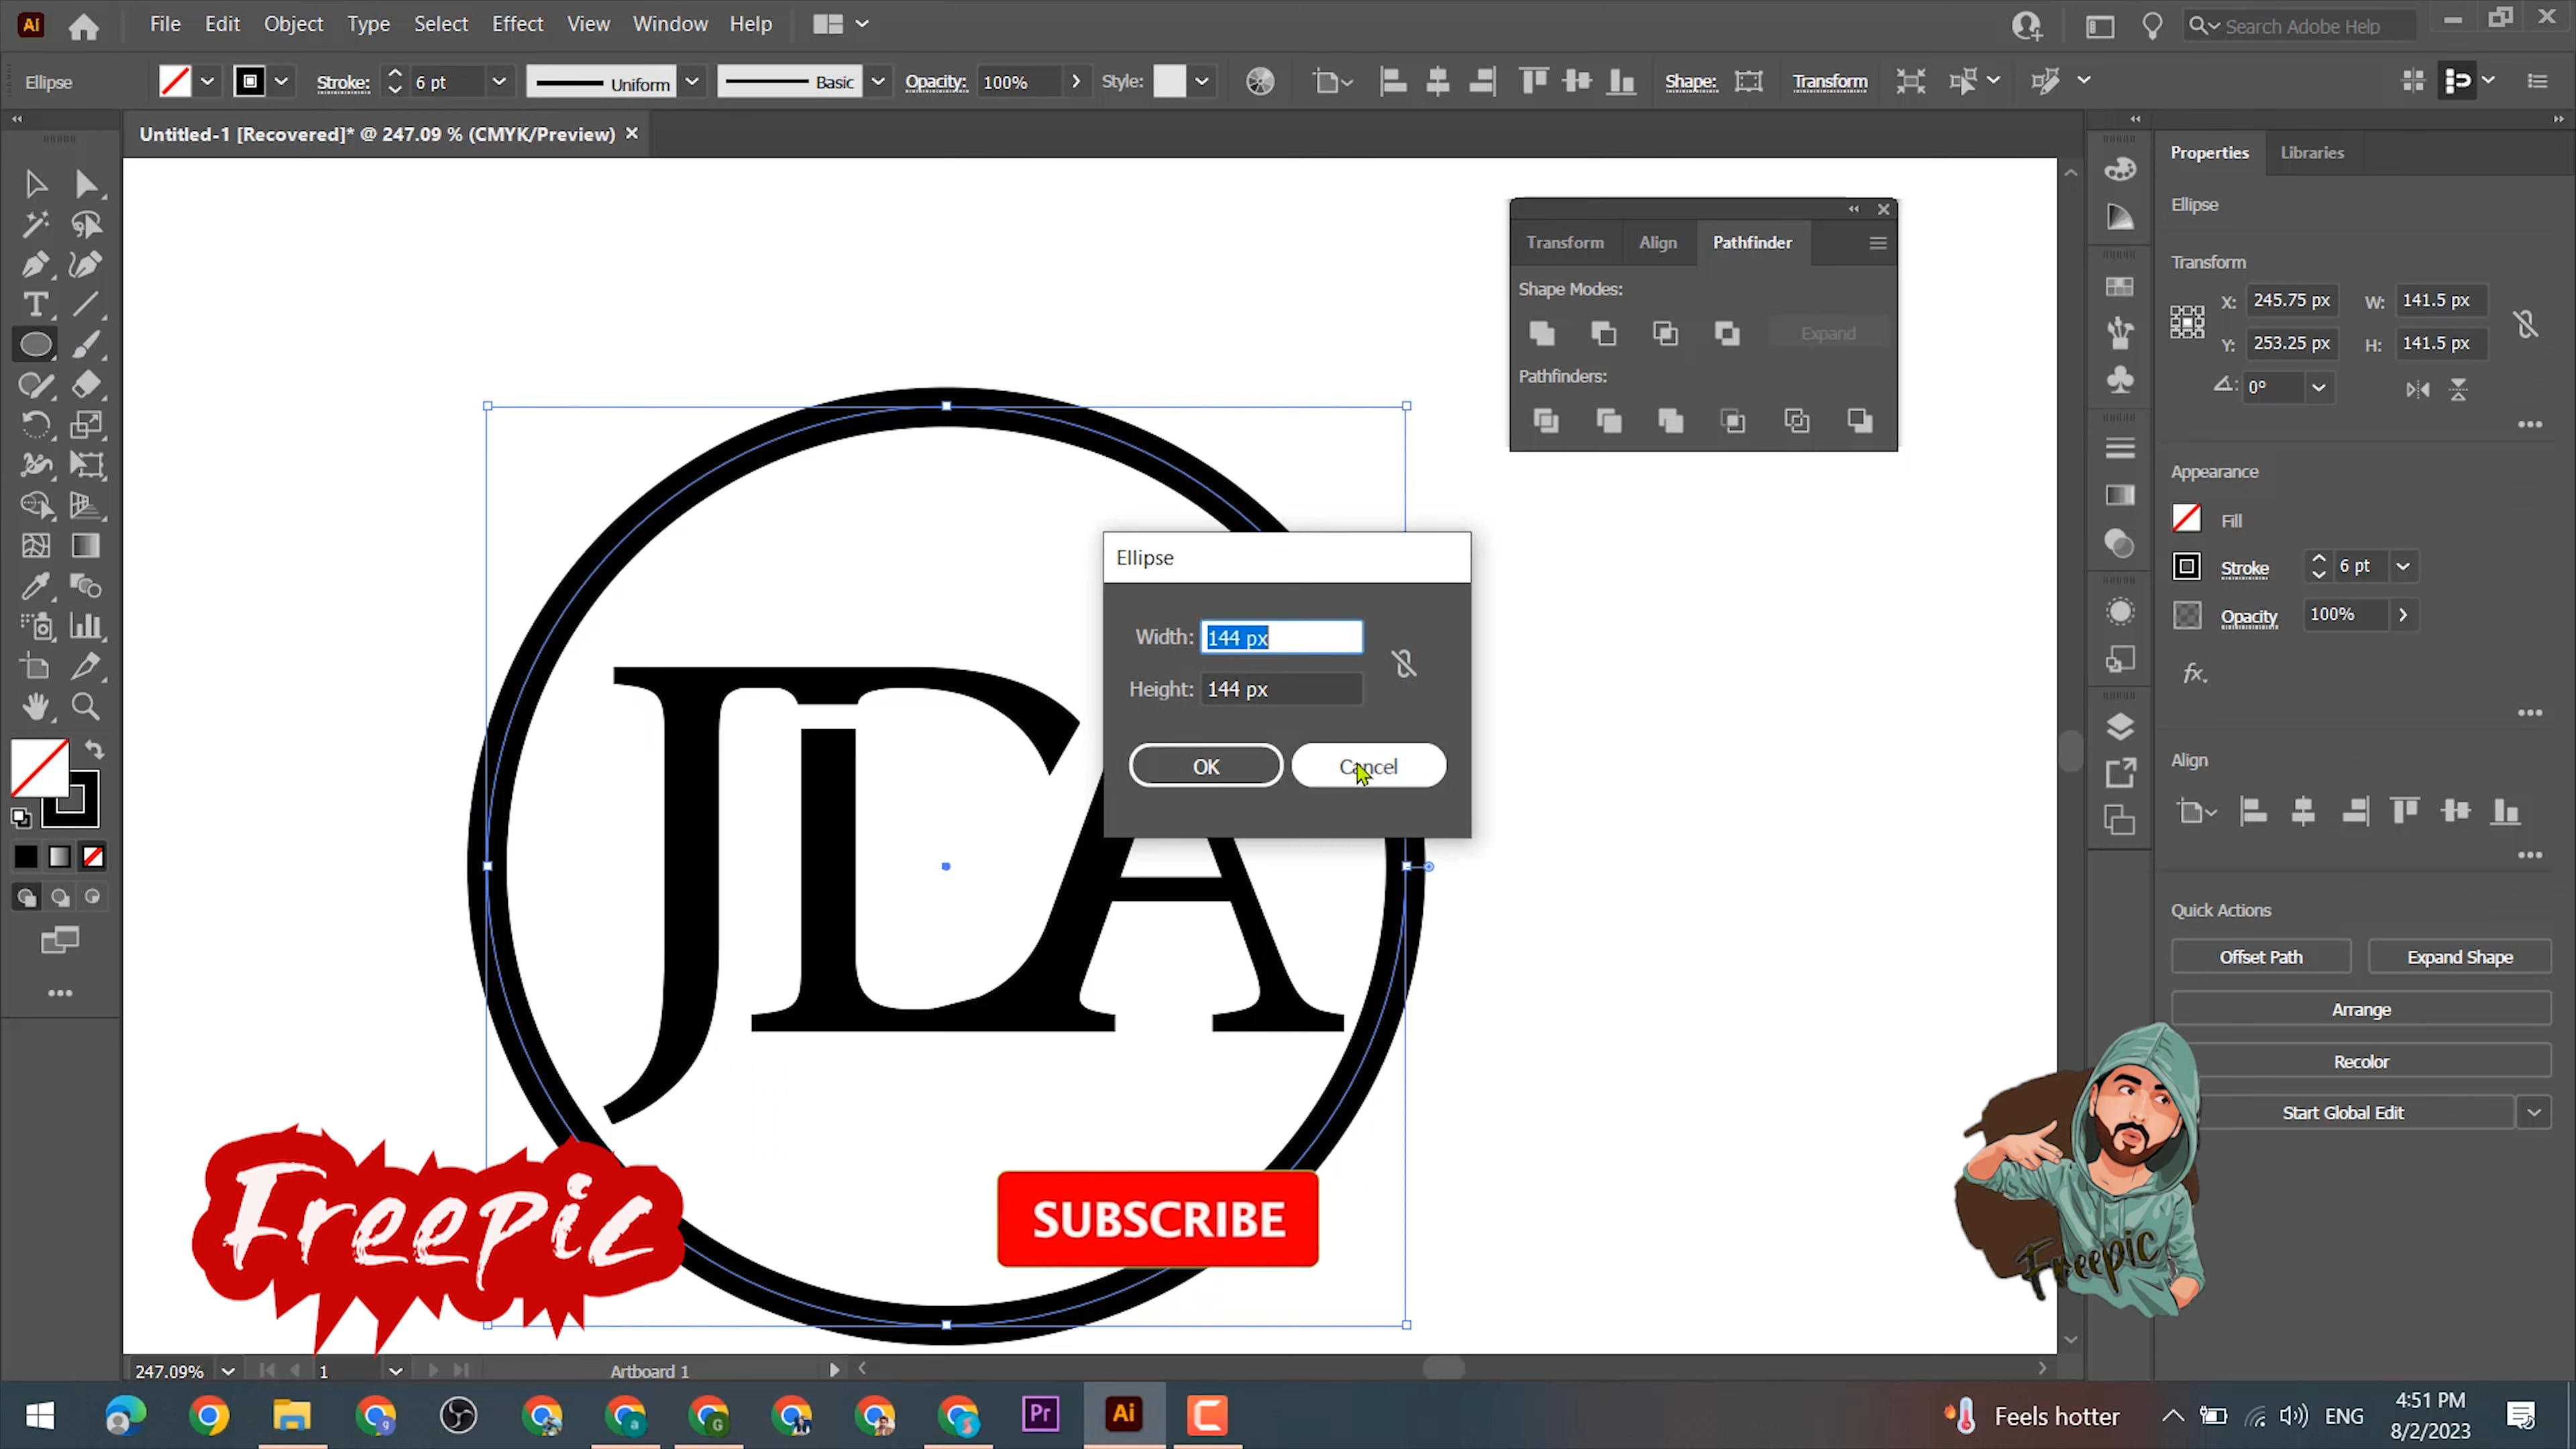 Ai File Edit Object Type Select Effect View Window Help Search Adobe Help
Ellipse Stroke: 6 pt Uniform Basic Opacity: 100% Style: Shape: Transform
Untitled-1 [Recovered]* @ 247.09 % (CMYK/Preview)
Properties Libraries
Ellipse
Transform
X: 245.75 px W: 141.5 px
Y: 253.25 px H: 141.5 px
0°
Appearance
Fill
Stroke 6 pt
Opacity 100%
fx.
Align
Quick Actions
Offset Path Expand Shape
Arrange
Recolor
Start Global Edit
Transform Align Pathfinder
Shape Modes:
Expand
Pathfinders:
Ellipse
Width: 144 px
Height: 144 px
OK Cancel
JLA
Freepic
SUBSCRIBE
Freepic
247.09% 1 Artboard 1
Pr Ai Feels hotter ENG 4:51 PM
8/2/2023